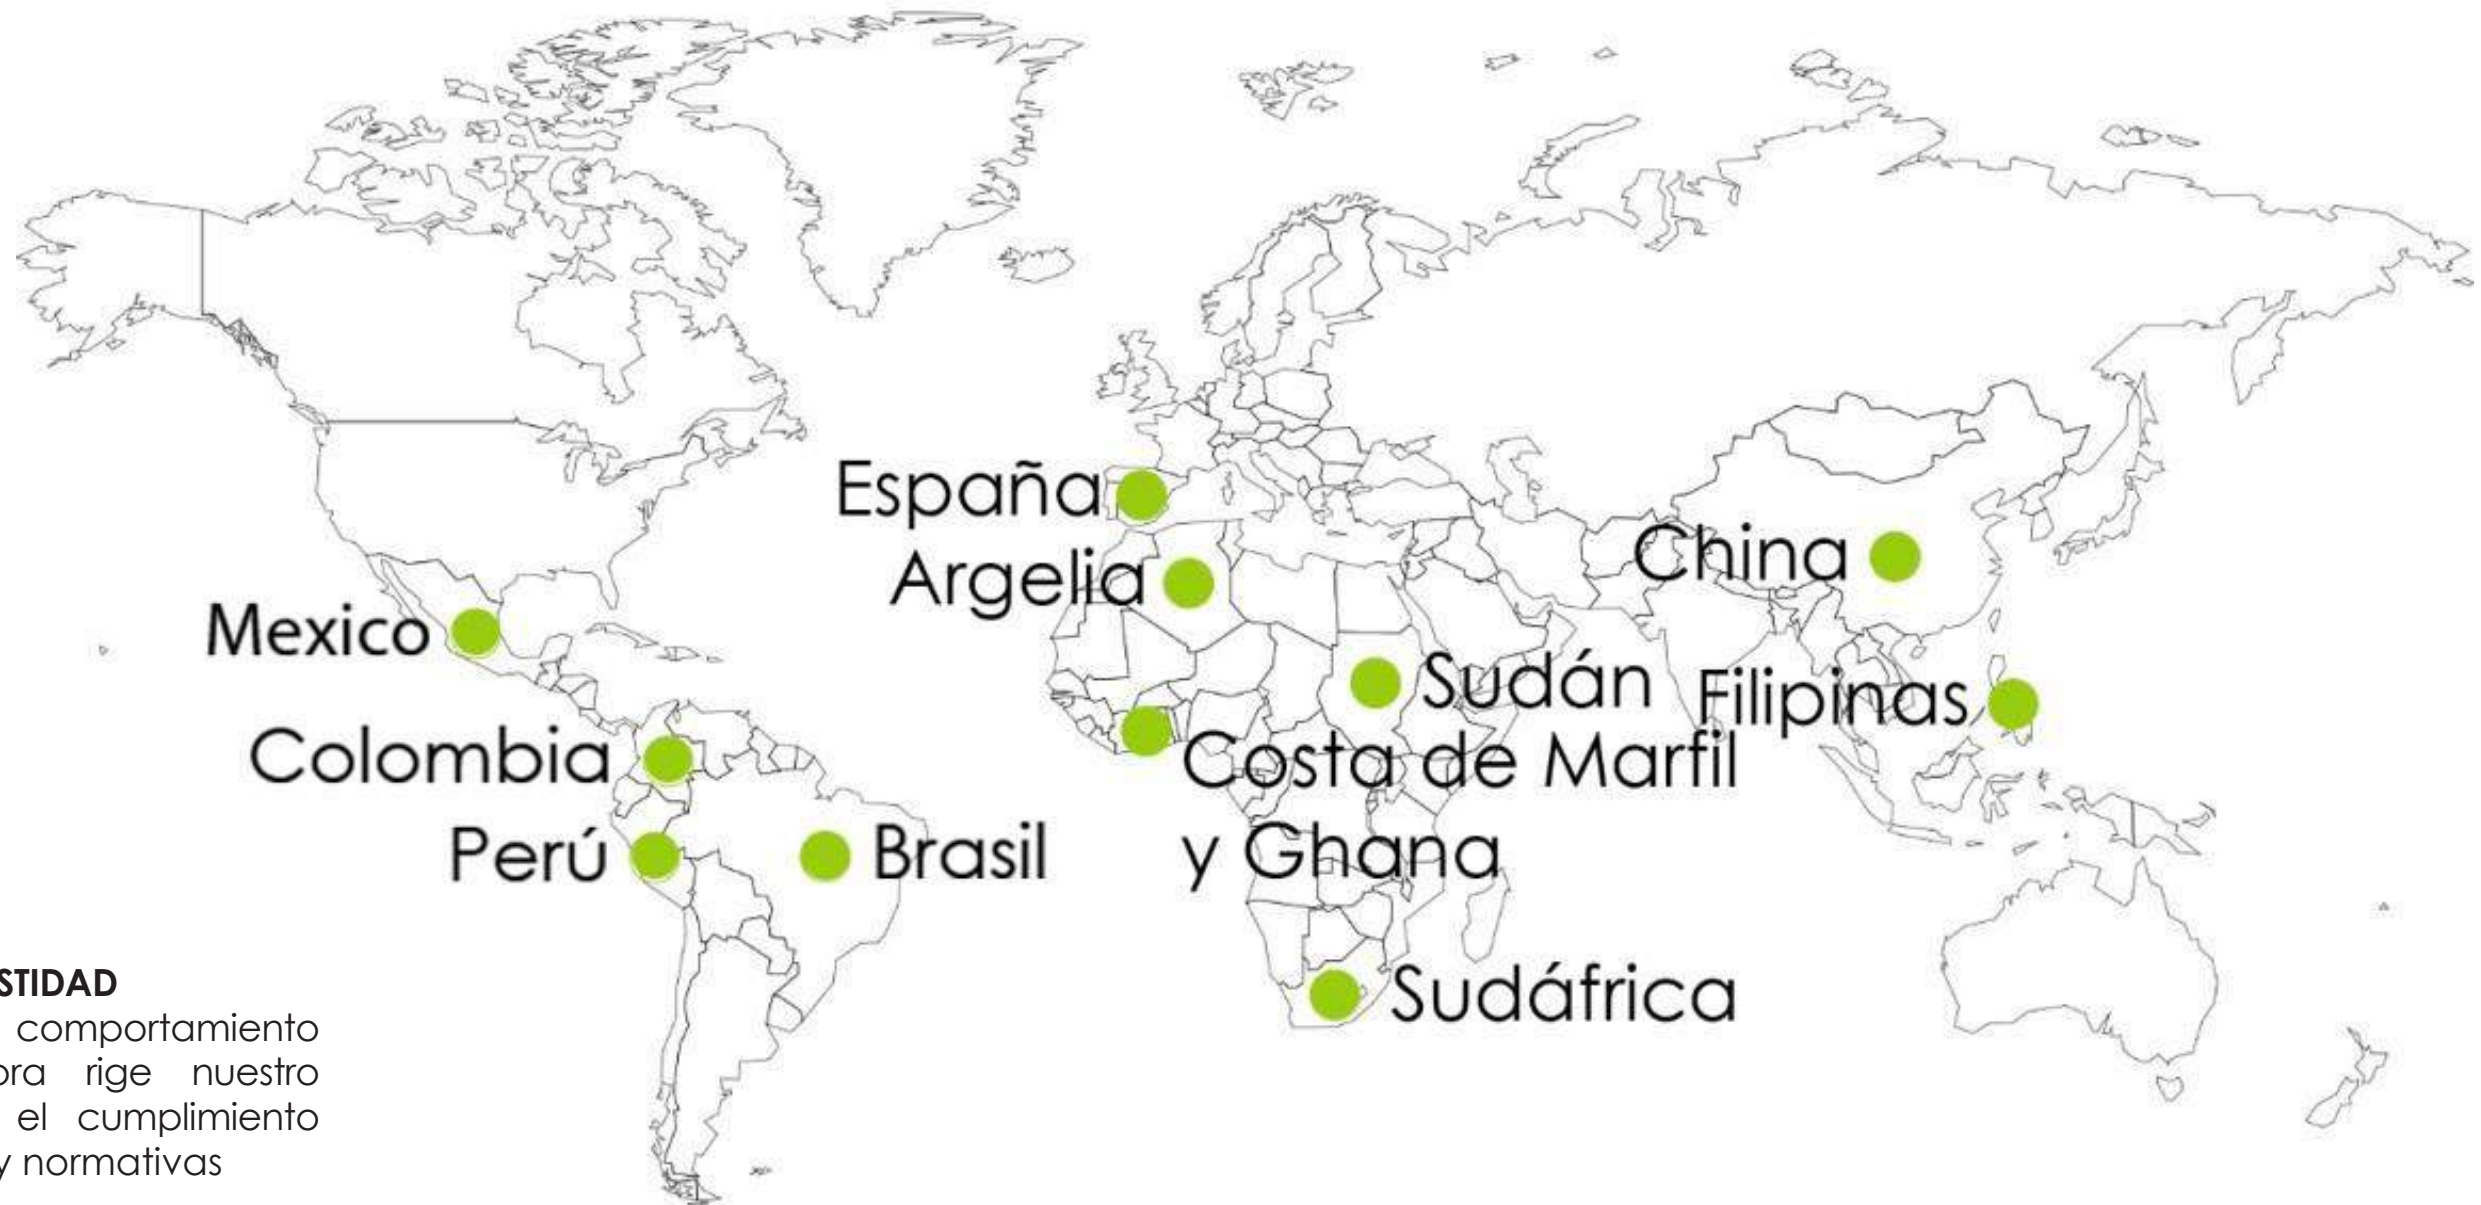 España
Argelia
China
Mexico
Sudán
Filipinas
Colombia
Costa de Marfil
y Ghana
Perú
Brasil
Sudáfrica
STIDAD
comportamiento
ora rige nuestro
el cumplimiento
y normativas